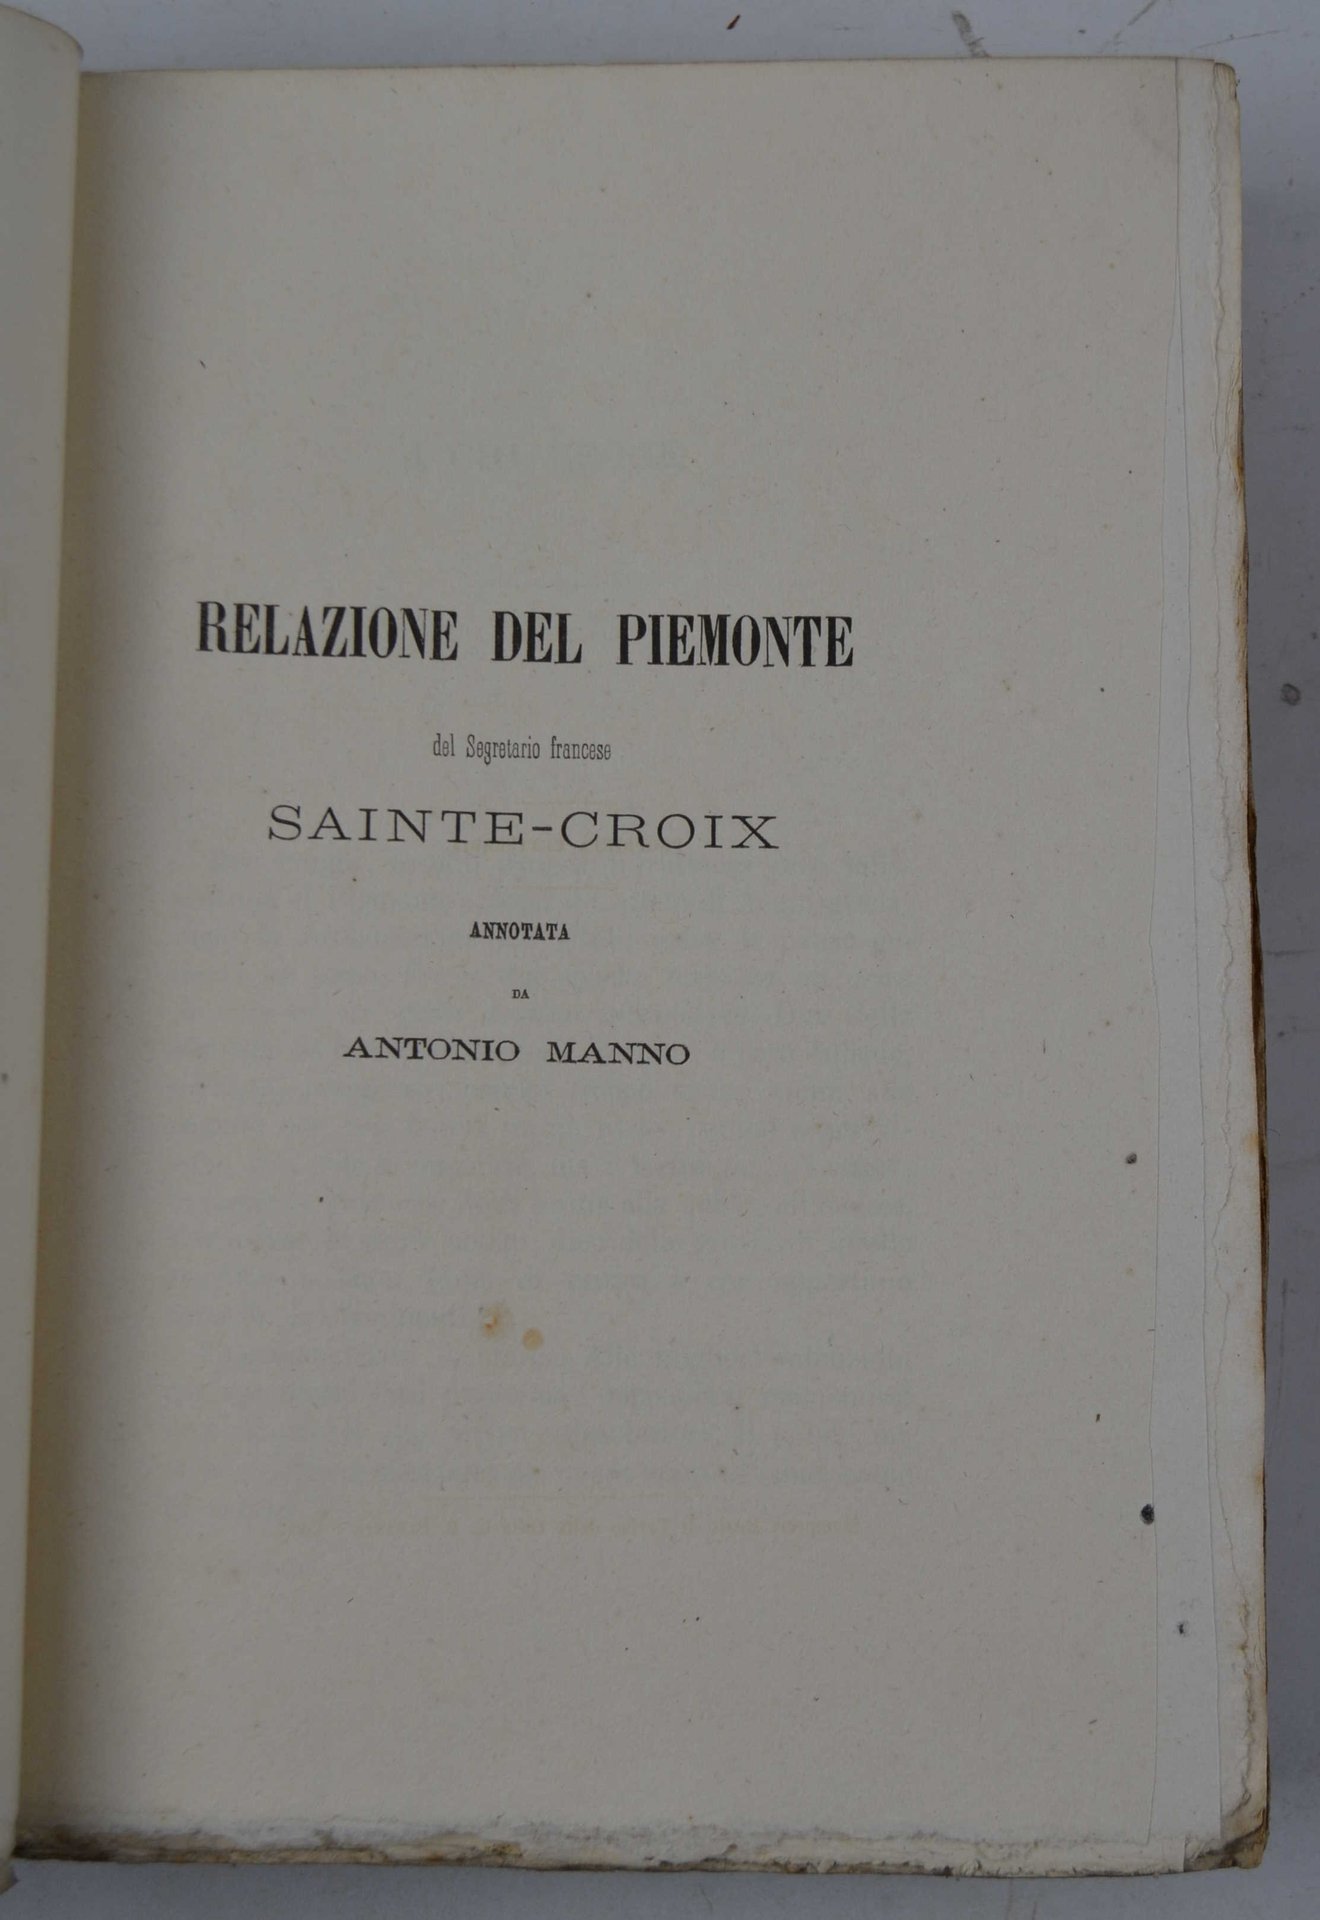 RELAZIONE DEL PIEMONTE
del Segretario francese
SAINTE-CROIX
ANNOTATA
DA
ANTONIO MANNO